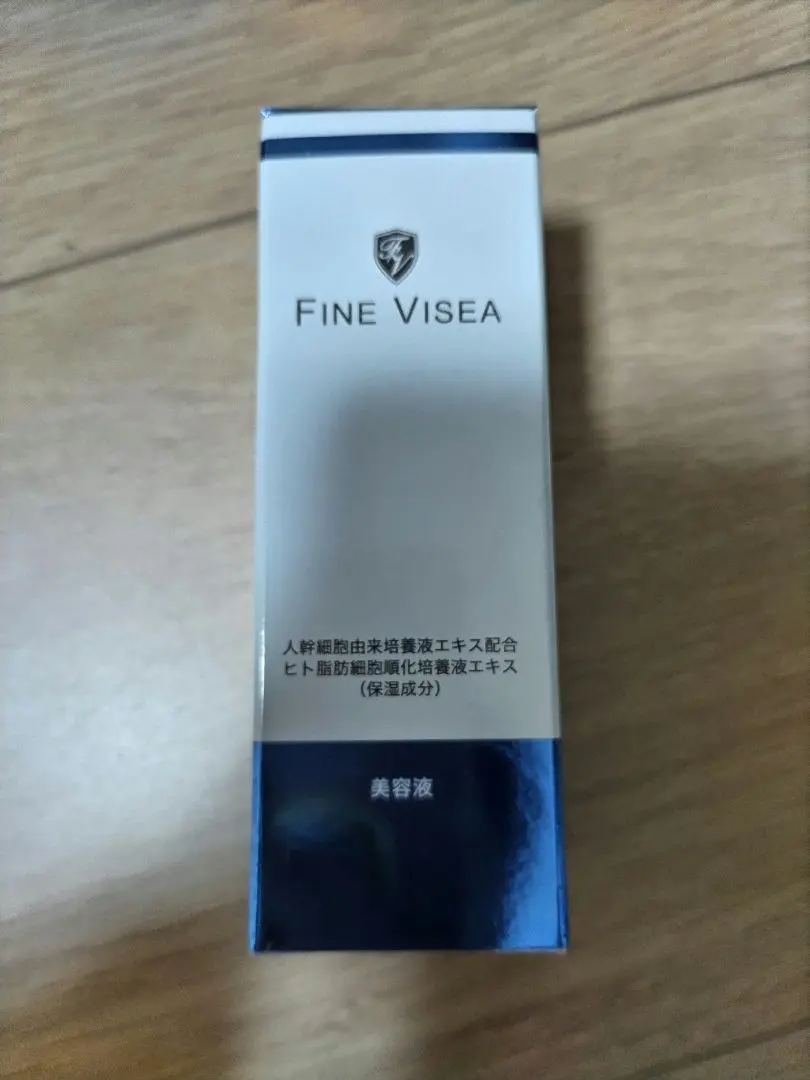 FV
FINE VISEA
人幹細胞由来培養液エキス配合
ヒト脂肪細胞順化培養液エキス
(保湿成分)
美容液